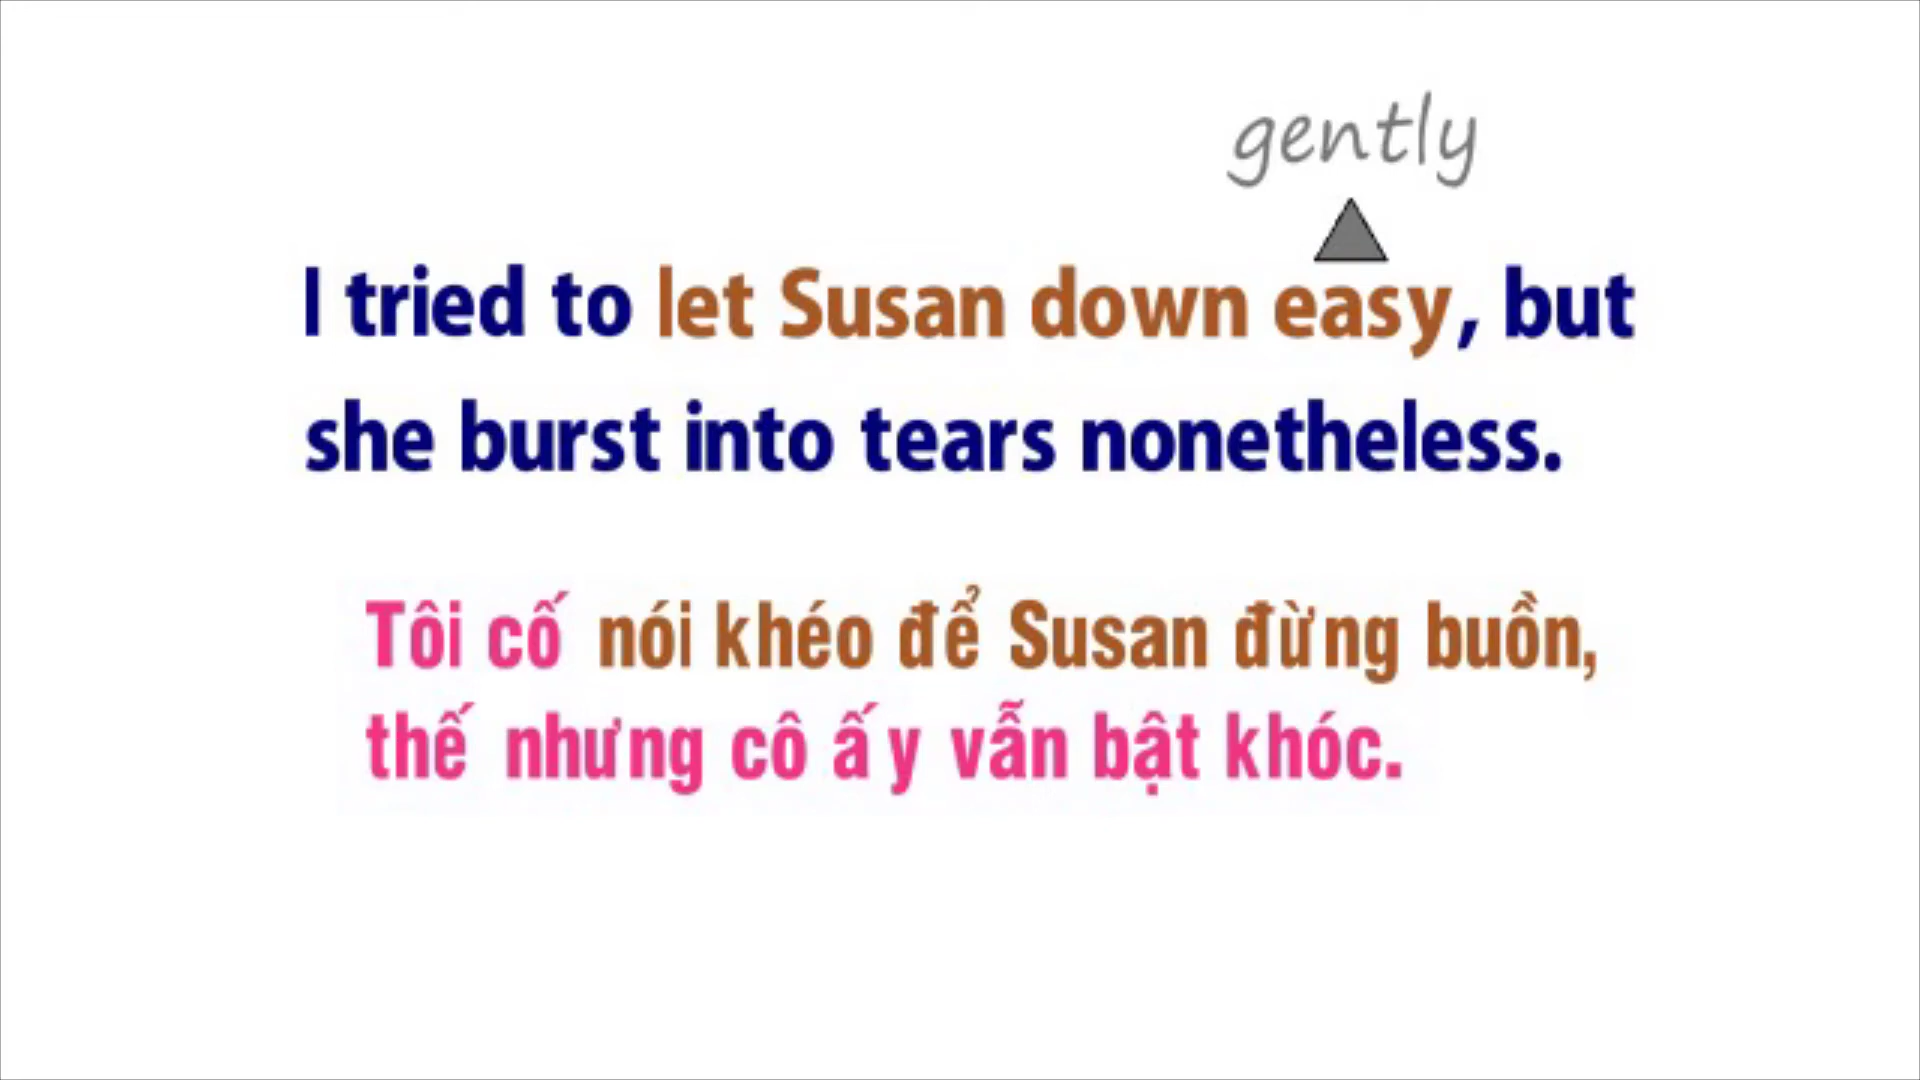 gently
I tried to let Susan down easy, but
she burst into tears nonetheless.
Tôi cố nói khéo để Susan đừng buồn,
thế nhưng cô ấy vẫn bật khóc.